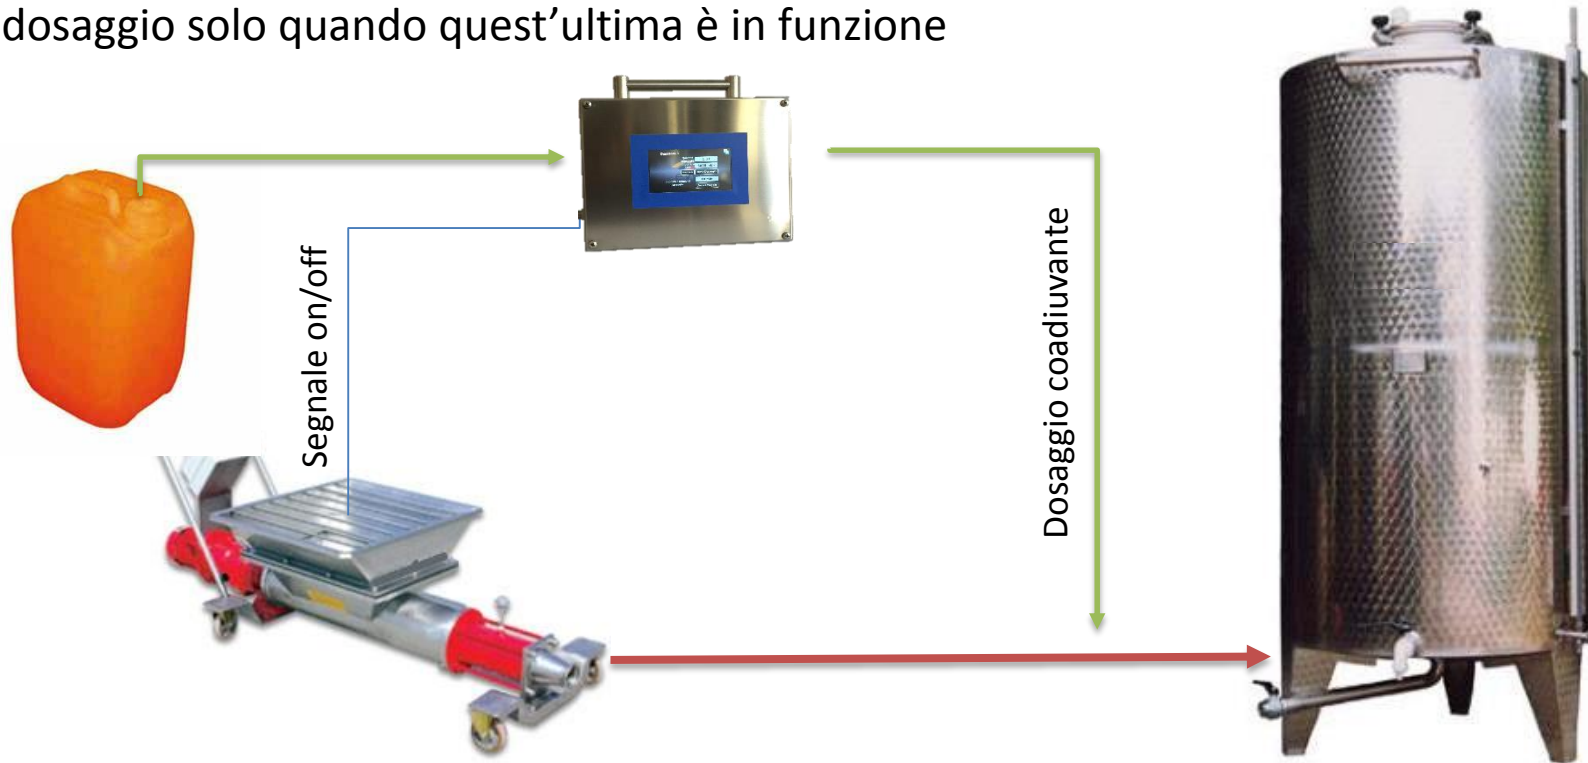 dosaggio solo quando quest’ultima è in funzione
Segnale on/off
Dosaggio coadiuvante